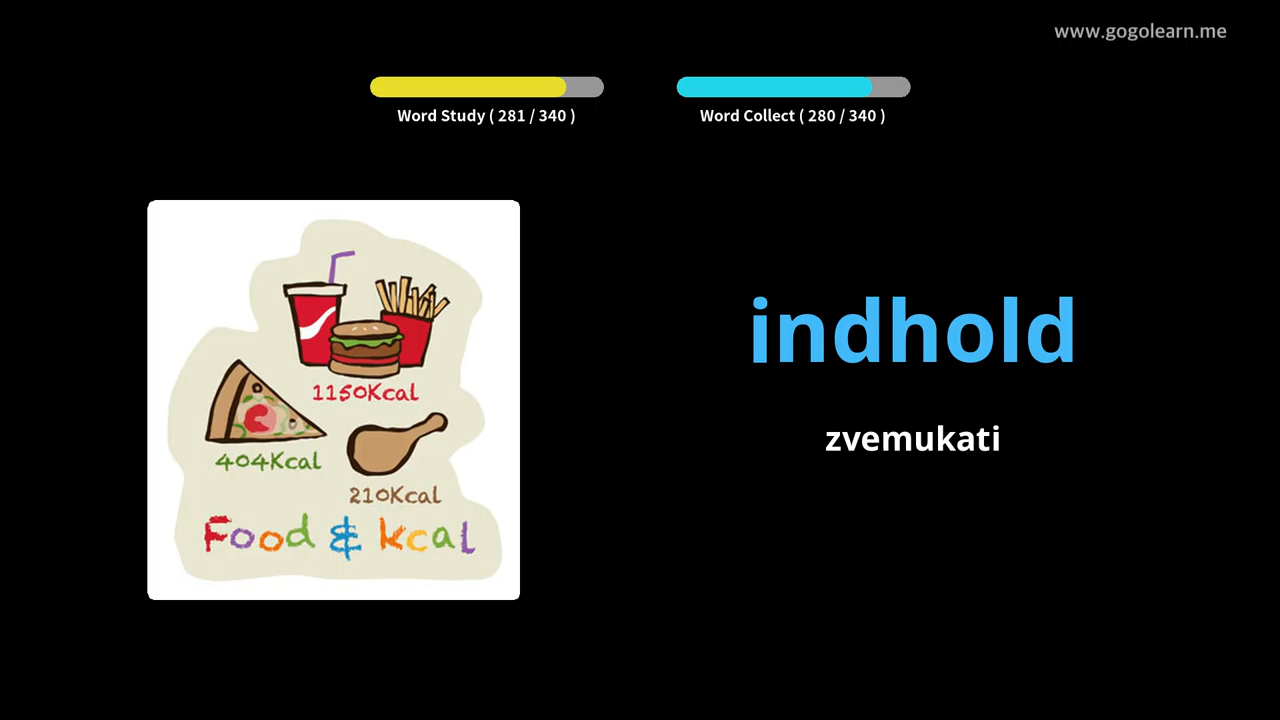 www.gogolearn.me
Word Study ( 281 / 340 )
Word Collect ( 280 / 340 )
1150Kcal
404Kcal
210Kcal
Food & kcal
indhold
zvemukati